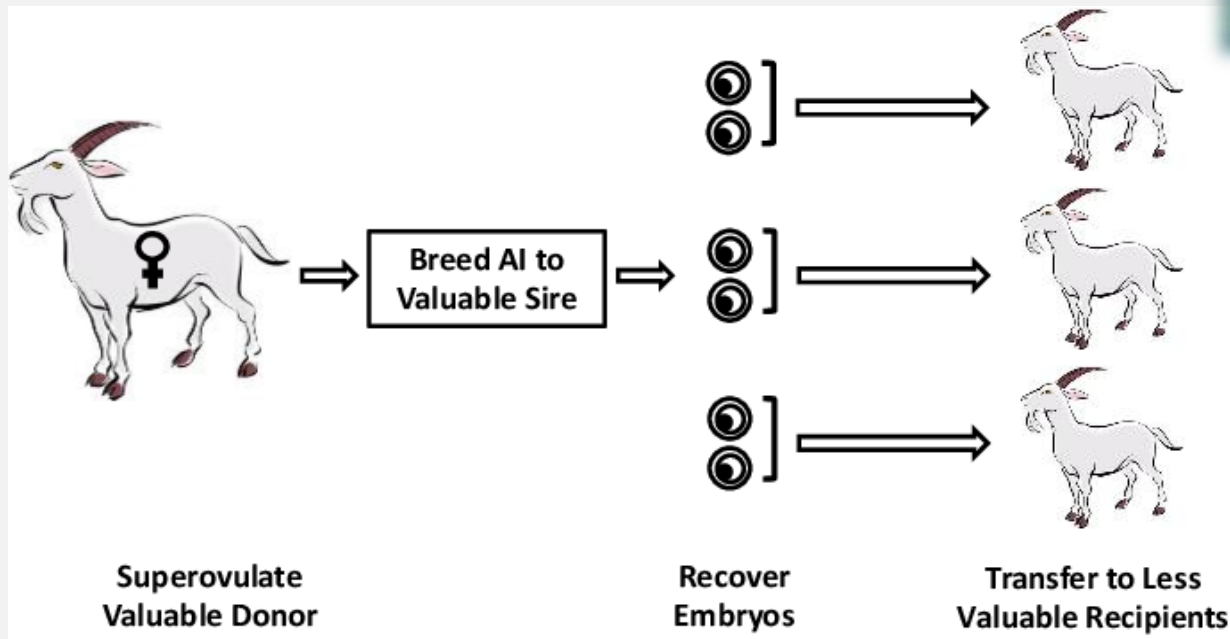 Breed AI to
Valuable Sire
Superovulate
Valuable Donor
Recover
Embryos
Transfer to Less
Valuable Recipients